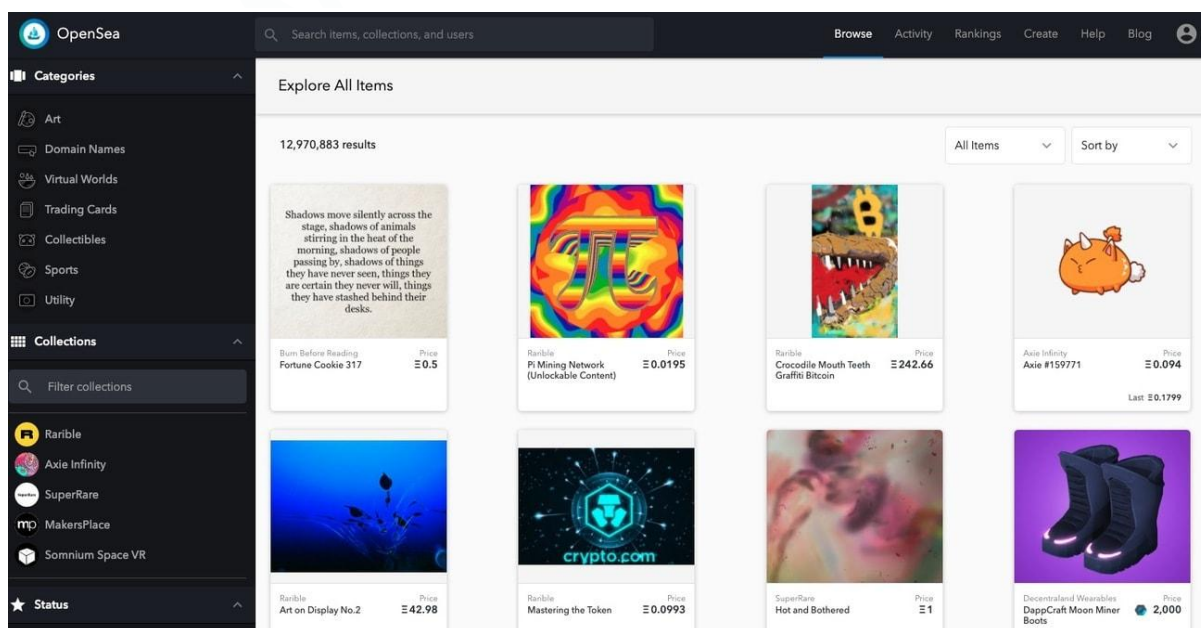 OpenSea
Search items, collections, and users
Browse
Activity
Rankings
Create
Help
Blog
Categories
Art
Domain Names
Virtual Worlds
Trading Cards
Collectibles
Sports
Utility
Collections
Filter collections
Rarible
Axie Infinity
SuperRare
MakersPlace
Somnium Space VR
Status
Explore All Items
12,970,883 results
All Items
Sort by
Shadows move silently across the
stage, shadows of animals
stirring in the heat of the
morning, shadows of people
passing by, shadows of things
they have never seen, things they
are certain they never will, things
they have stashed behind their
desks.
Burn Before Reading
Price
Fortune Cookie 317
Ξ0.5
π
Rarible
Price
Pi Mining Network
Ξ0.0195
(Unlockable Content)
Rarible
Price
Crocodile Mouth Teeth
Ξ242.66
Graffiti Bitcoin
Axie Infinity
Price
Axie #159771
Ξ0.094
Last Ξ0.1799
Rarible
Price
Art on Display No.2
Ξ42.98
crypto.com
Rarible
Price
Mastering the Token
Ξ0.0993
SuperRare
Price
Hot and Bothered
Ξ1
Decentraland Wearables
Price
DappCraft Moon Miner
2,000
Boots